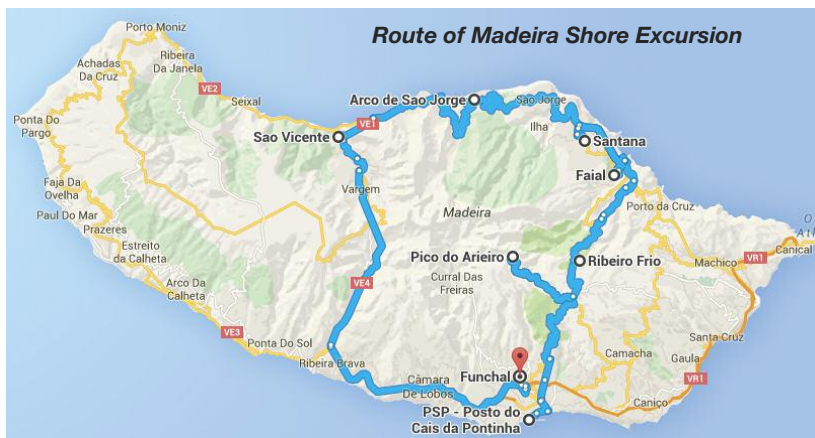 Route of Madeira Shore Excursion
Porto Moniz
Achadas
Da Cruz
Ribeira
Da Janela
VE2
Seixal
Arco de Sao Jorge
São Jorge
VE1
Sao Vicente
Ilha
Santana
Ponta Do
Pargo
Faial
Vargem
Faja Da
Ovelha
Madeira
Porto da Cruz
Paul Do Mar
Prazeres
Estreito
da Calheta
Pico do Arieiro
Ribeiro Frio
Machico
VR1
Canical
Curral Das
Freiras
Arco Da
Calheta
VE4
VE3
Ponta Do Sol
Santa Cruz
Ribeira Brava
Camacha
Gaula
Funchal
VR1
Câmara
De Lobos
Caniço
PSP - Posto do
Cais da Pontinha